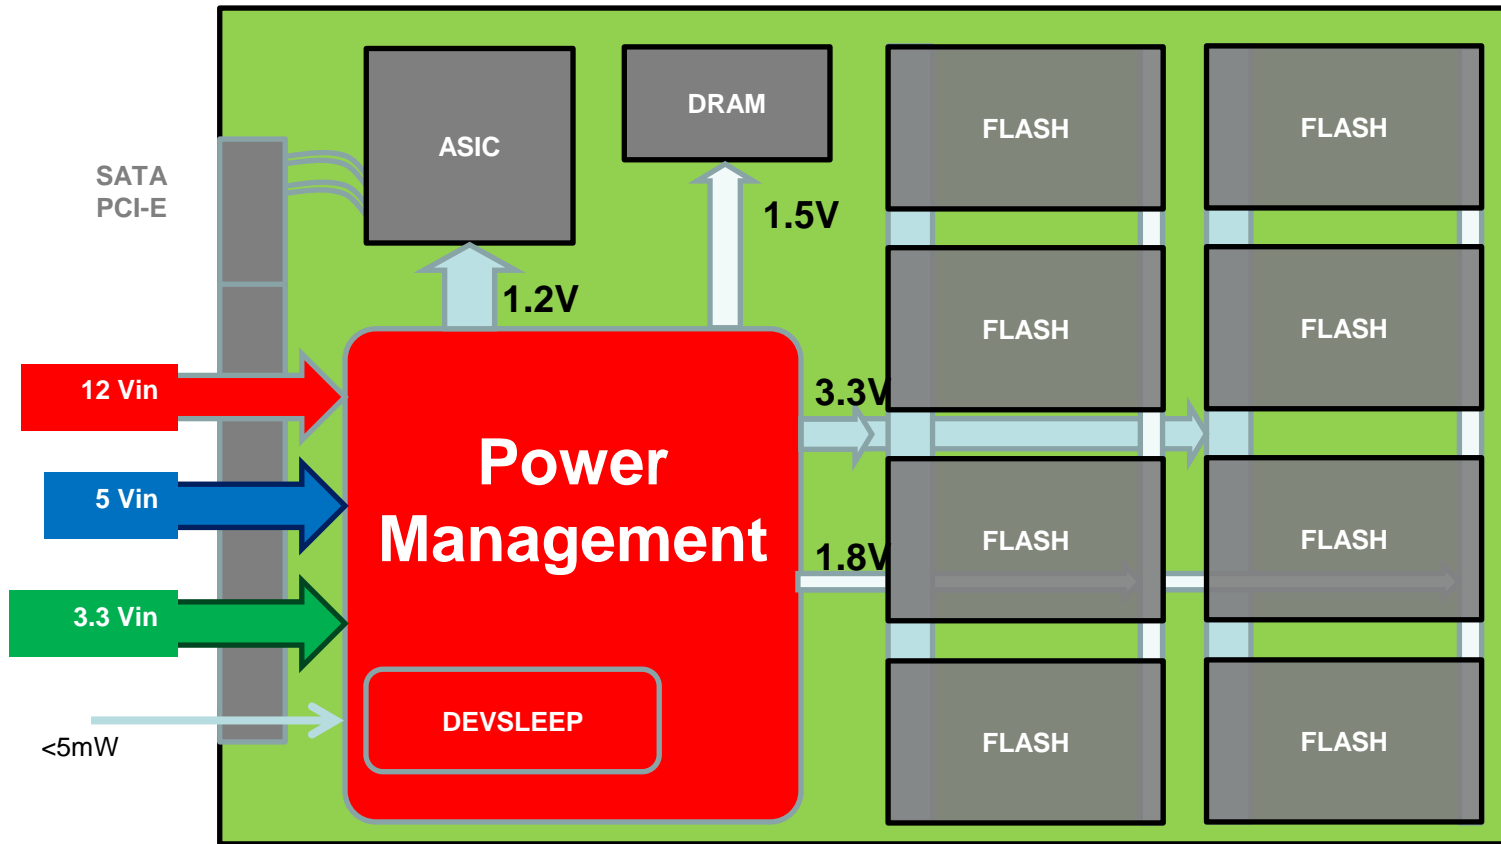 SATA
PCI-E
ASIC
DRAM
FLASH
FLASH
1.5V
1.2V
FLASH
FLASH
12 Vin
3.3V
Power
Management
5 Vin
FLASH
FLASH
1.8V
3.3 Vin
DEVSLEEP
<5mW
FLASH
FLASH